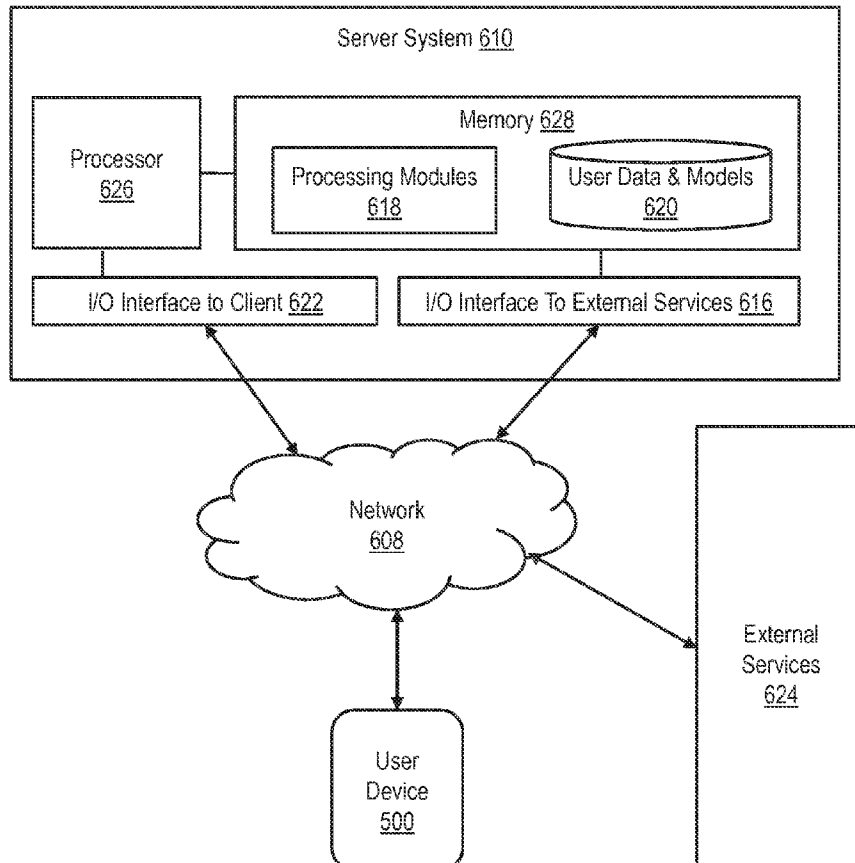 Server System 610
Memory 628
Processor
626
Processing Modules
618
User Data & Models
620
I/O Interface to Client 622
I/O Interface To External Services 616
Network
608
External
Services
624
User
Device
500